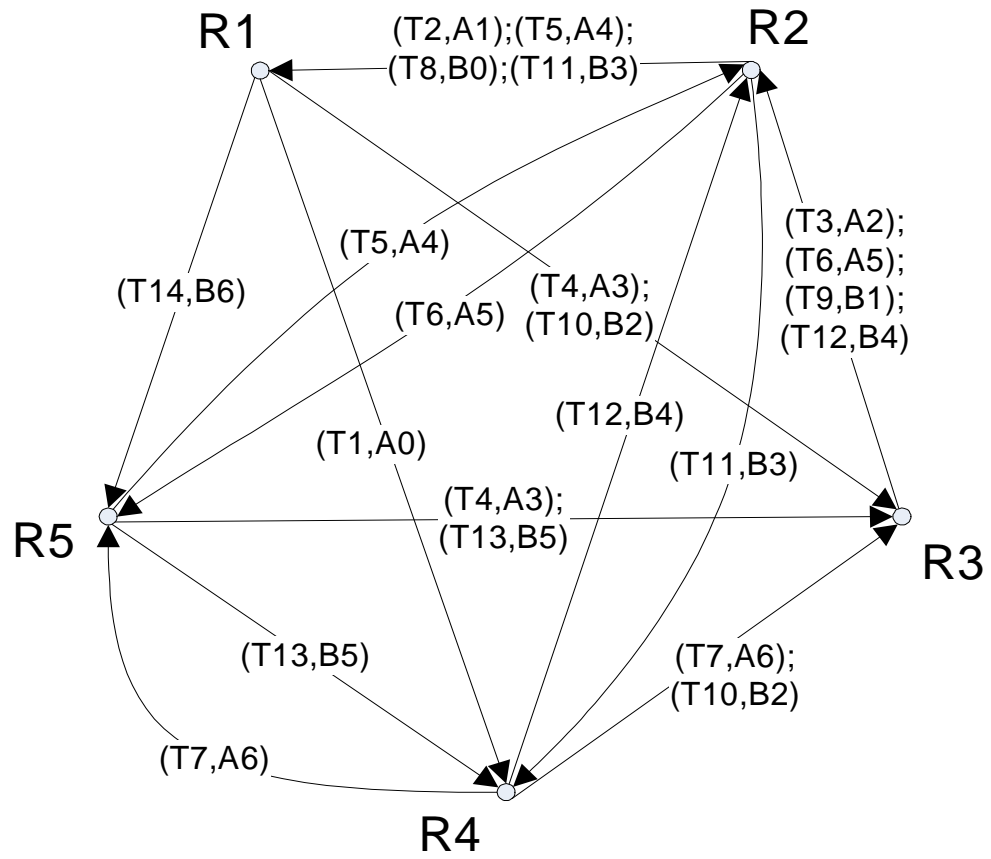 R1
(T2,A1);(T5,A4);
(T8,B0);(T11,B3)
R2
(T3,A2);
(T6,A5);
(T9,B1);
(T12,B4)
(T5,A4)
(T14,B6)
(T6,A5)
(T4,A3);
(T10,B2)
(T1,A0)
(T12,B4)
(T11,B3)
(T4,A3);
(T13,B5)
R5
R3
(T13,B5)
(T7,A6);
(T10,B2)
(T7,A6)
R4